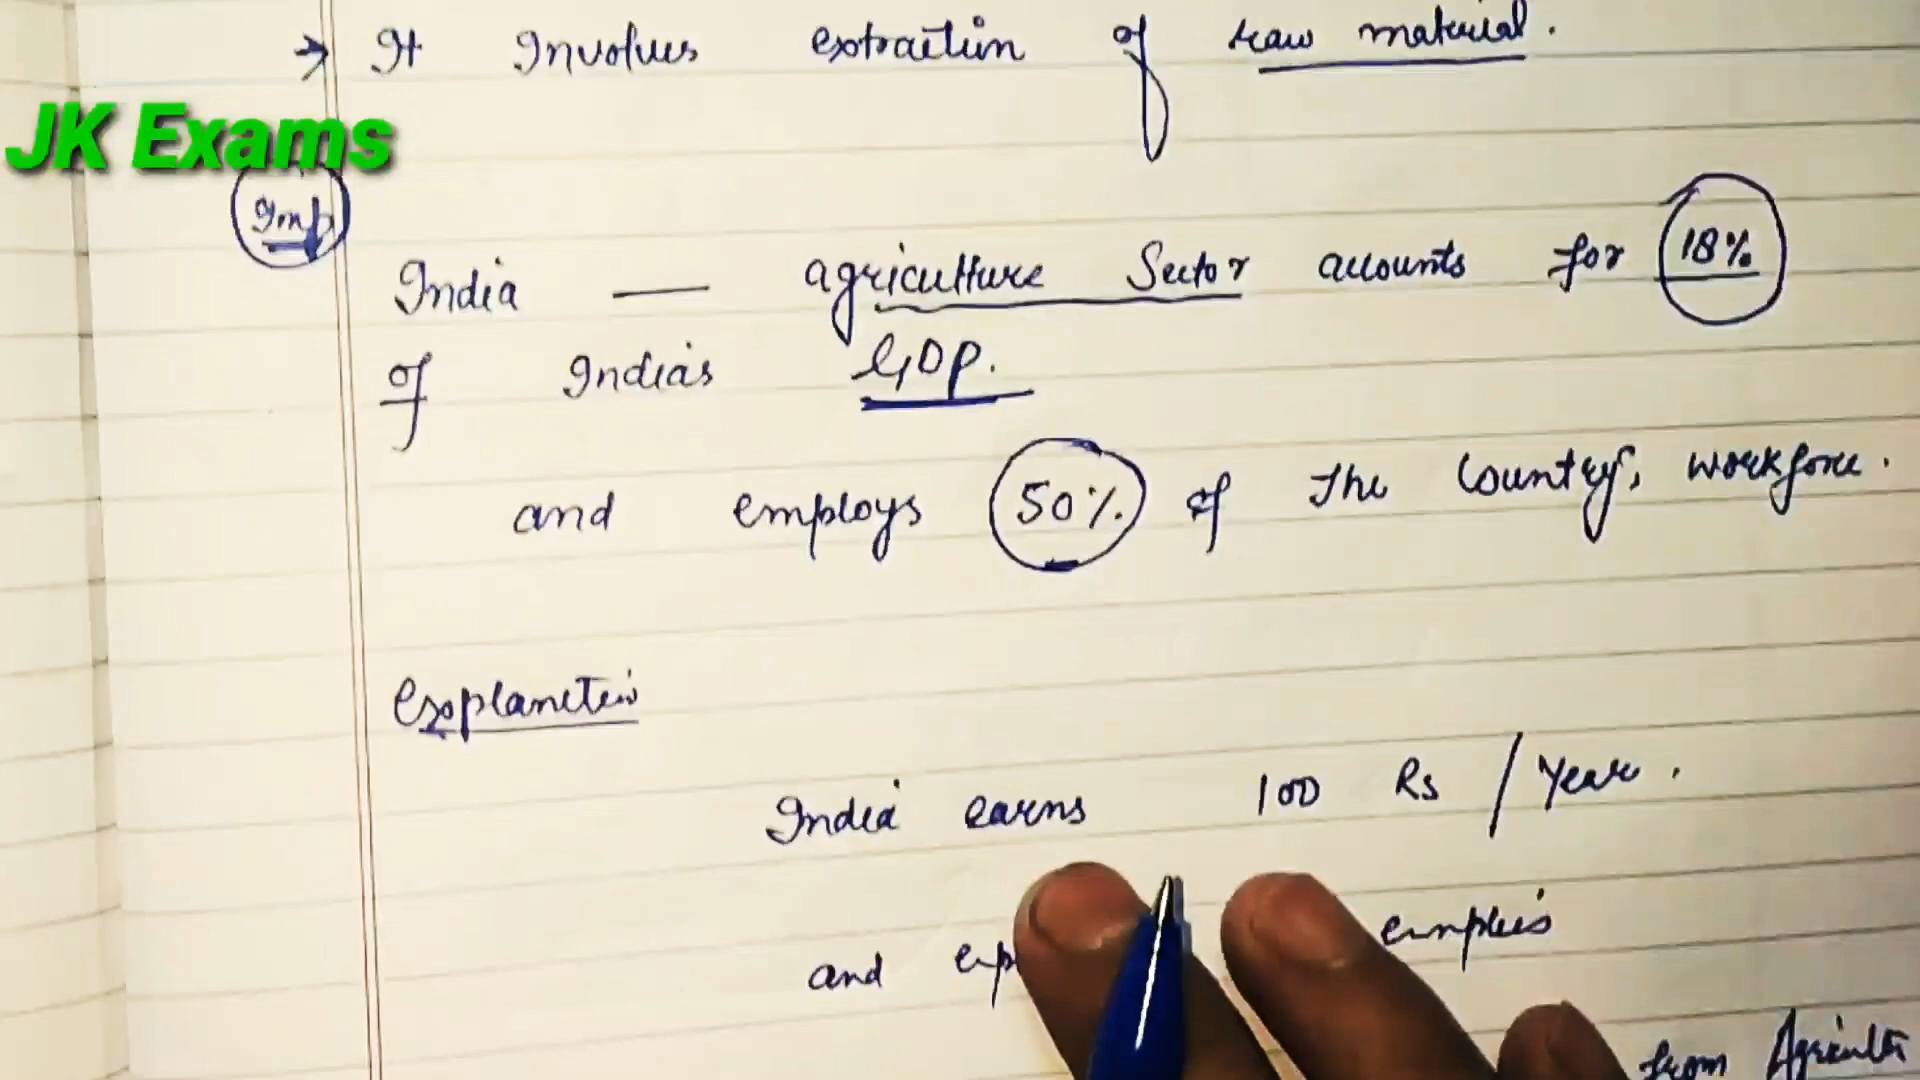 → It Involves extraction of raw material.
JK Exams
Imp
India — agriculture Sector accounts for 18%
of India's GDP.
and employs 50% of the Country's workforce.
Explanation
India earns 100 Rs / Year.
and
from